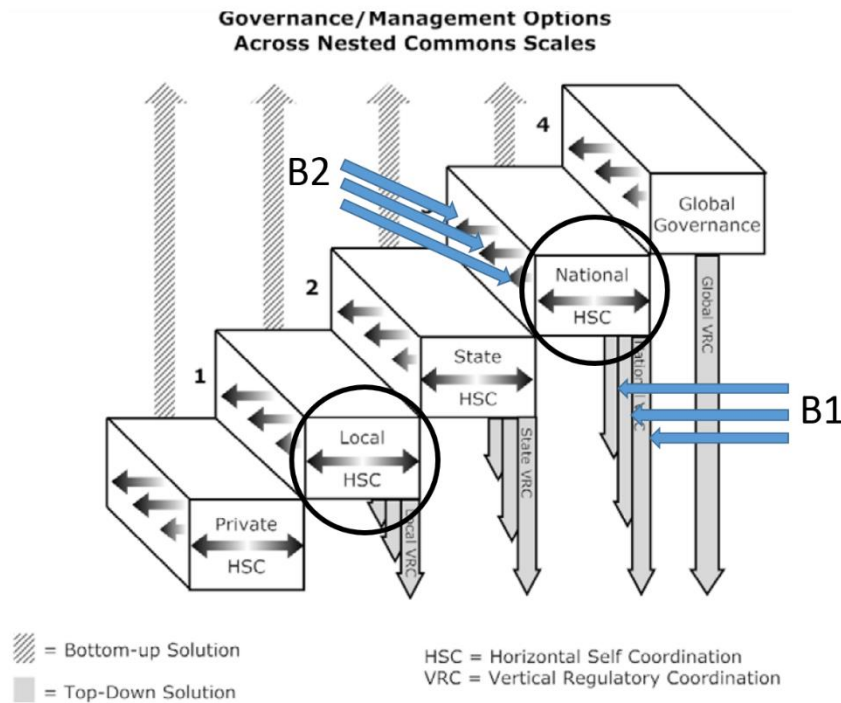 Governance/Management Options
Across Nested Commons Scales
4
B2
Global
Governance
National
HSC
2
Global VRC
State
HSC
1
B1
Local
HSC
State VRC
Private
HSC
Local VRC
= Bottom-up Solution
= Top-Down Solution
HSC = Horizontal Self Coordination
VRC = Vertical Regulatory Coordination